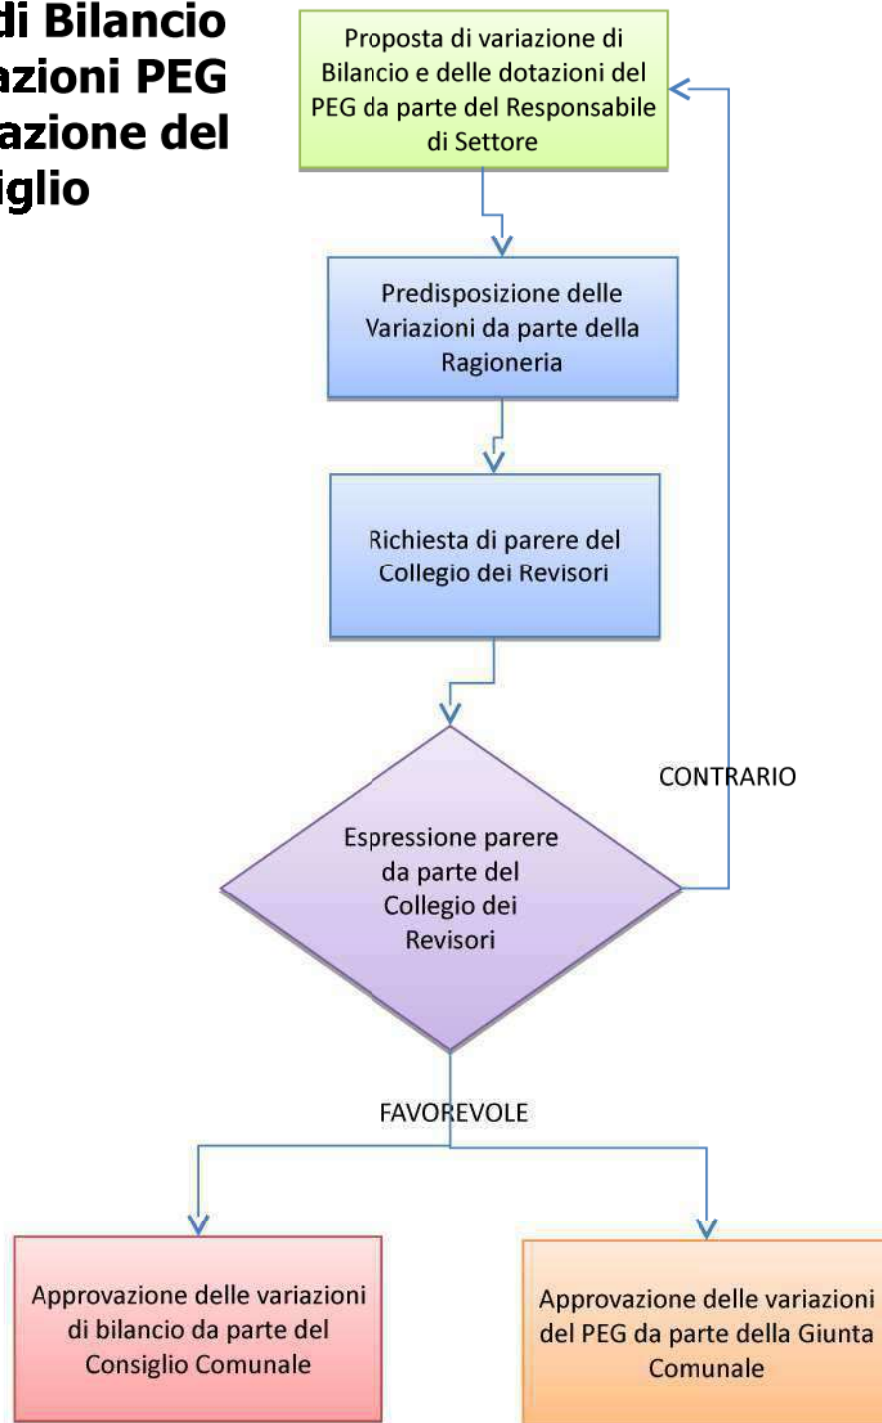 di Bilancio
azioni PEG
azione del
iglio
Proposta di variazione di
Bilancio e delle dotazioni del
PEG da parte del Responsabile
di Settore
Predisposizione delle
Variazioni da parte della
Ragioneria
Richiesta di parere del
Collegio dei Revisori
Espressione parere
da parte del
Collegio dei
Revisori
CONTRARIO
FAVOREVOLE
Approvazione delle variazioni
di bilancio da parte del
Consiglio Comunale
Approvazione delle variazioni
del PEG da parte della Giunta
Comunale